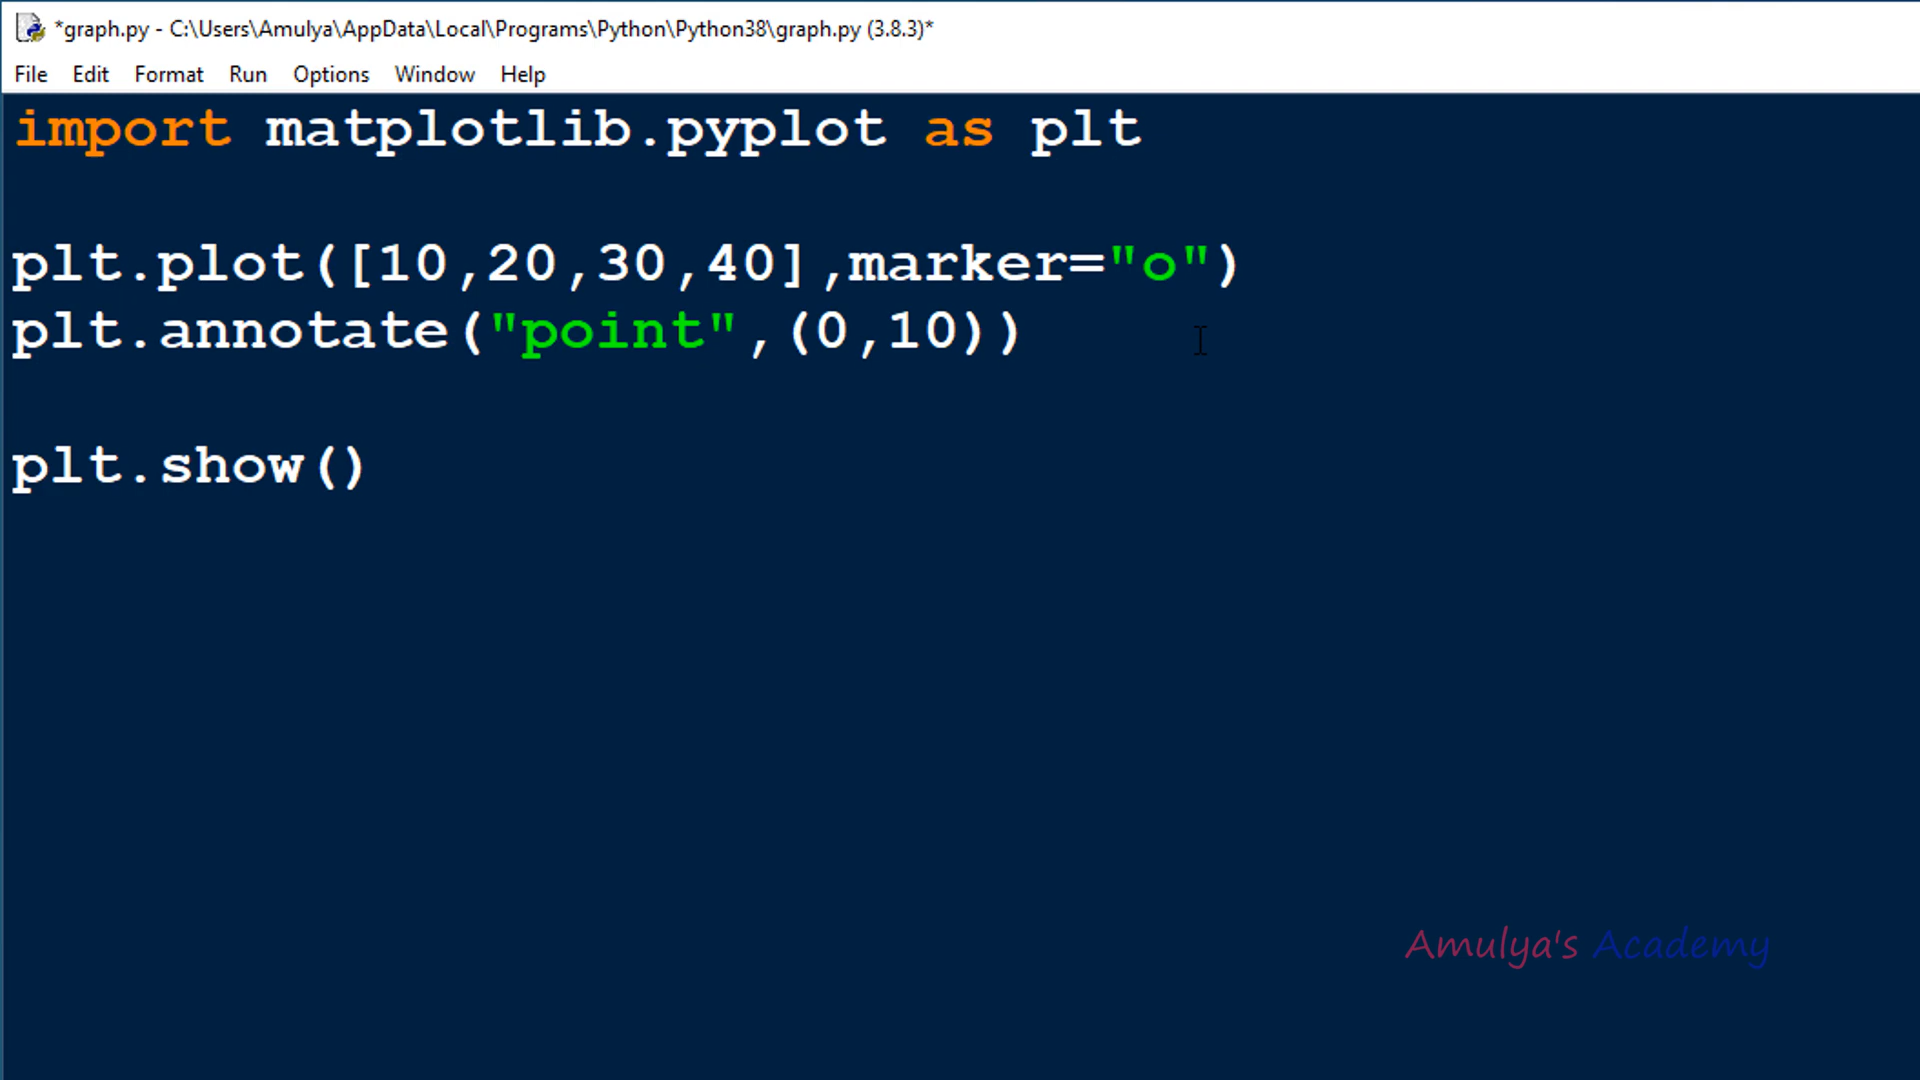 *graph.py - C:\Users\Amulya\AppData\Local\Programs\Python\Python38\graph.py (3.8.3)*
File Edit Format Run Options Window Help
import matplotlib.pyplot as plt
plt.plot([10,20,30,40],marker="o")
plt.annotate("point",(0,10))
plt.show()
Amulya's Academy